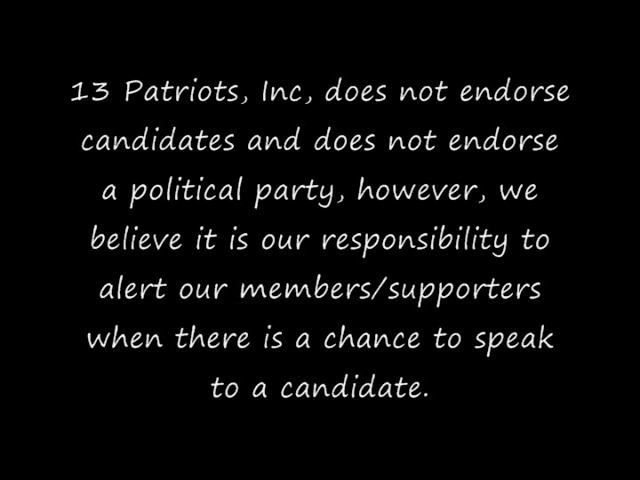 13 Patriots, Inc, does not endorse
candidates and does not endorse
a political party, however, we
believe it is our responsibility to
alert our members/supporters
when there is a chance to speak
to a candidate.